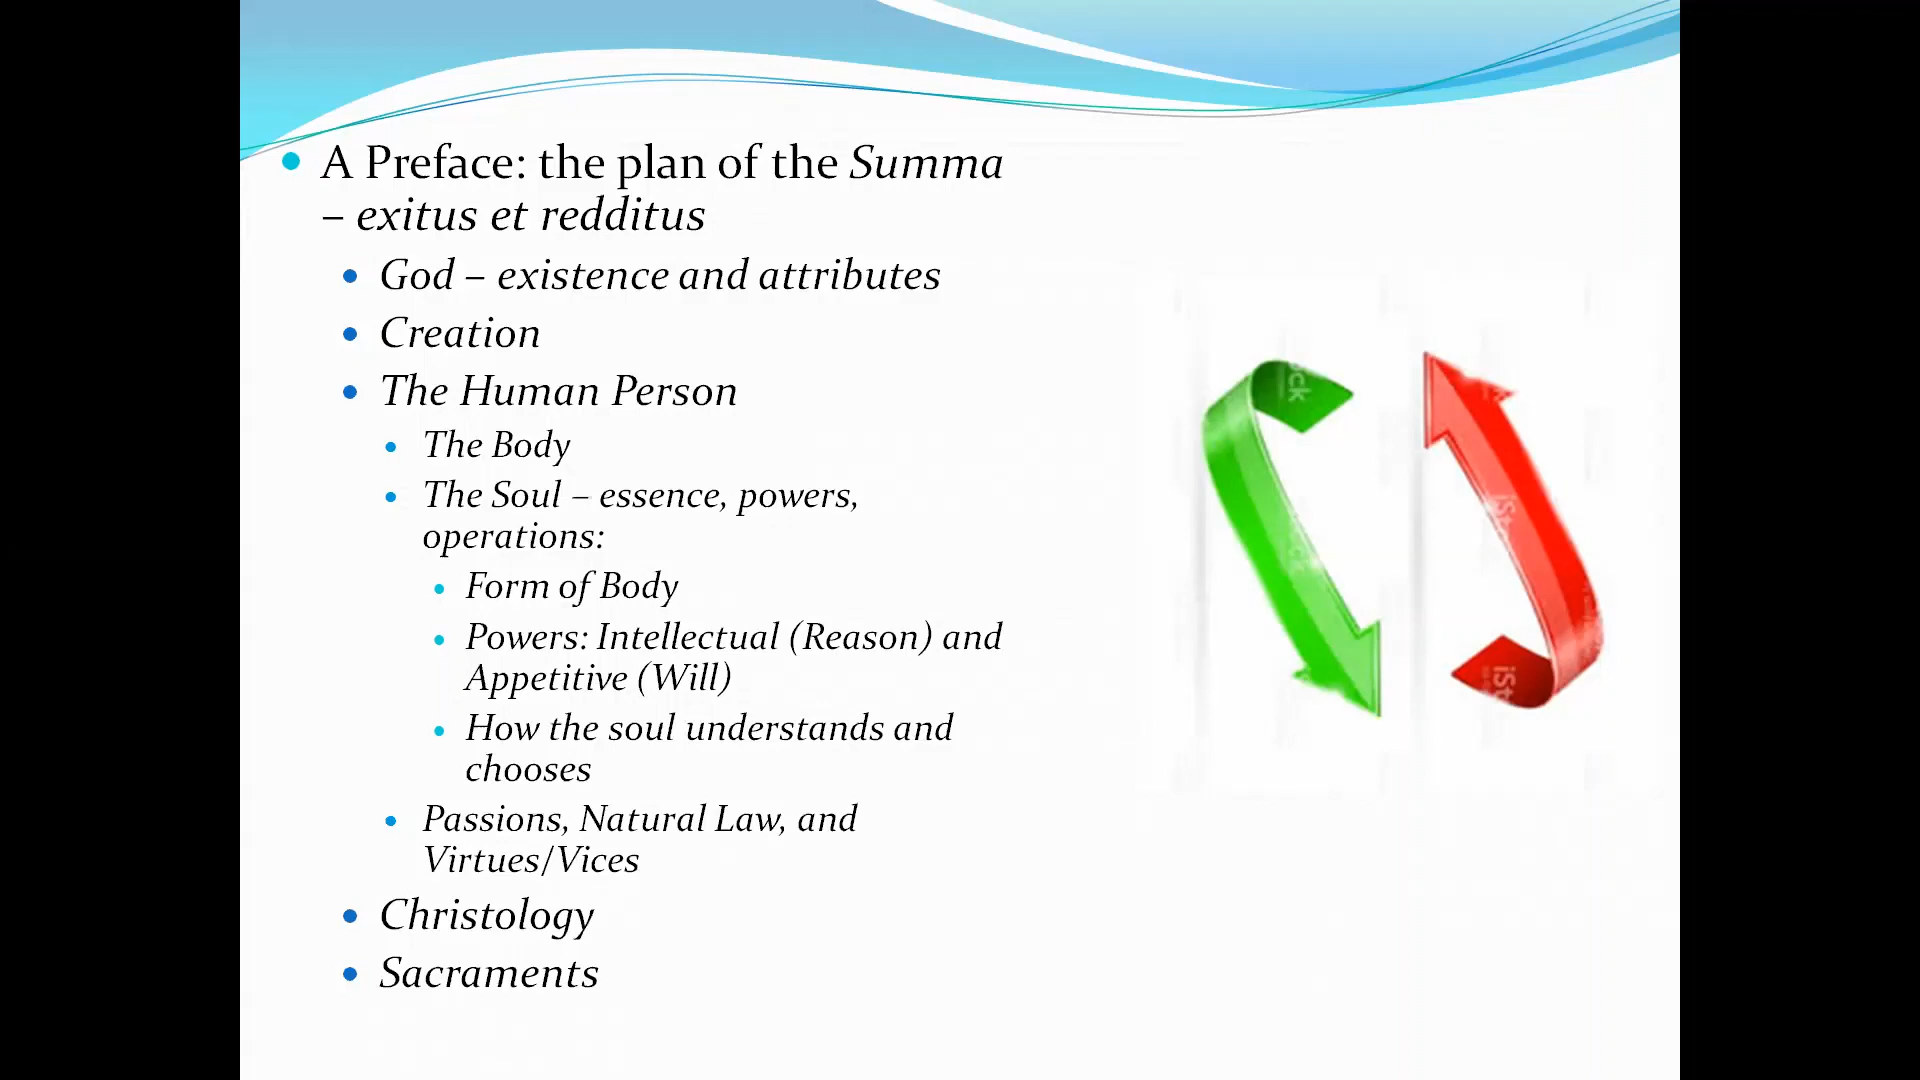 A Preface: the plan of the Summa
– exitus et redditus
God – existence and attributes
Creation
The Human Person
The Body
The Soul – essence, powers,
operations:
Form of Body
Powers: Intellectual (Reason) and
Appetitive (Will)
How the soul understands and
chooses
Passions, Natural Law, and
Virtues/Vices
Christology
Sacraments